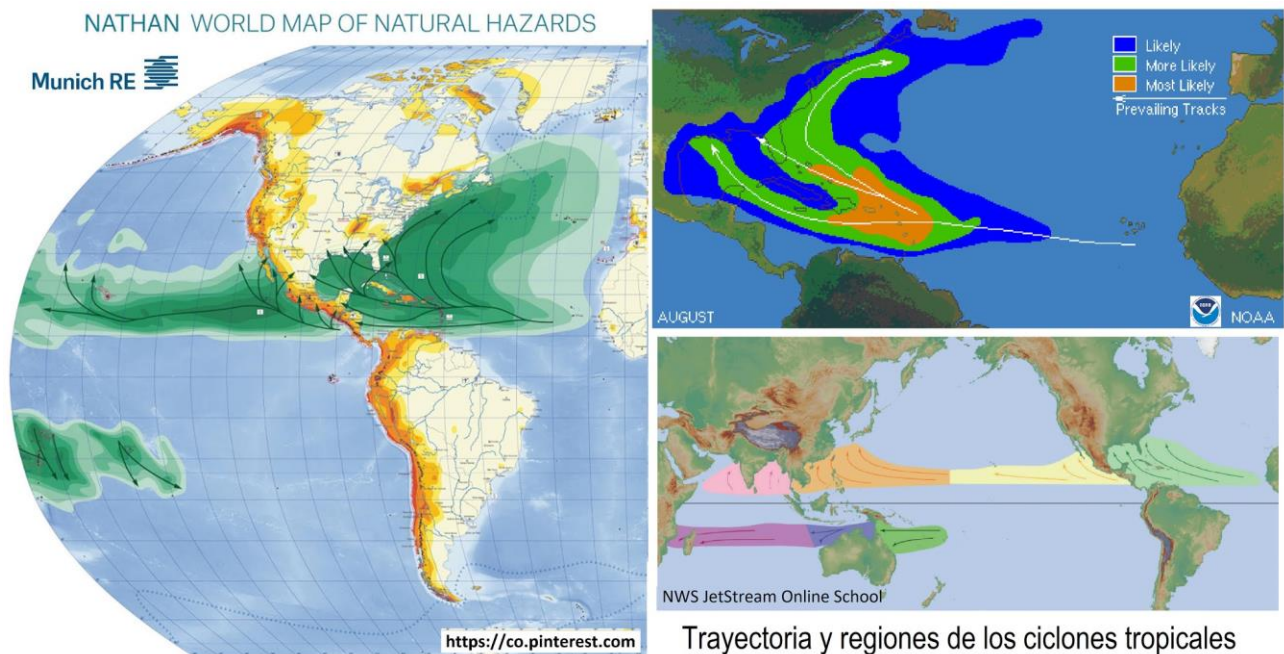 NATHAN WORLD MAP OF NATURAL HAZARDS
Munich RE
https://co.pinterest.com
Likely
More Likely
Most Likely
Prevailing Tracks
AUGUST
NOAA
NWS JetStream Online School
Trayectoria y regiones de los ciclones tropicales